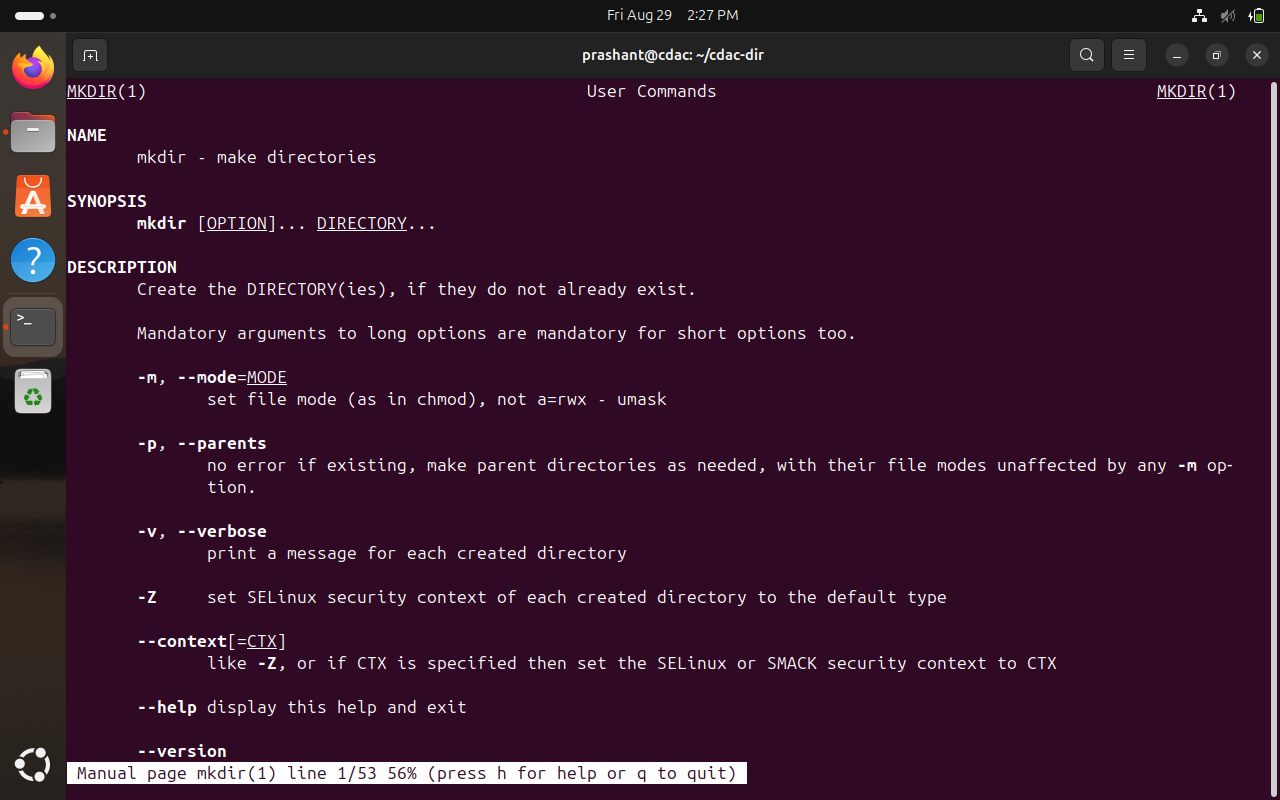 Fri Aug 29 2:27 PM
prashant@cdac: ~/cdac-dir
MKDIR(1) User Commands MKDIR(1)
NAME
mkdir - make directories
SYNOPSIS
mkdir [OPTION]... DIRECTORY...
DESCRIPTION
Create the DIRECTORY(ies), if they do not already exist.
Mandatory arguments to long options are mandatory for short options too.
-m, --mode=MODE
set file mode (as in chmod), not a=rwx - umask
-p, --parents
no error if existing, make parent directories as needed, with their file modes unaffected by any -m op-
tion.
-v, --verbose
print a message for each created directory
-Z set SELinux security context of each created directory to the default type
--context[=CTX]
like -Z, or if CTX is specified then set the SELinux or SMACK security context to CTX
--help display this help and exit
--version
Manual page mkdir(1) line 1/53 56% (press h for help or q to quit)